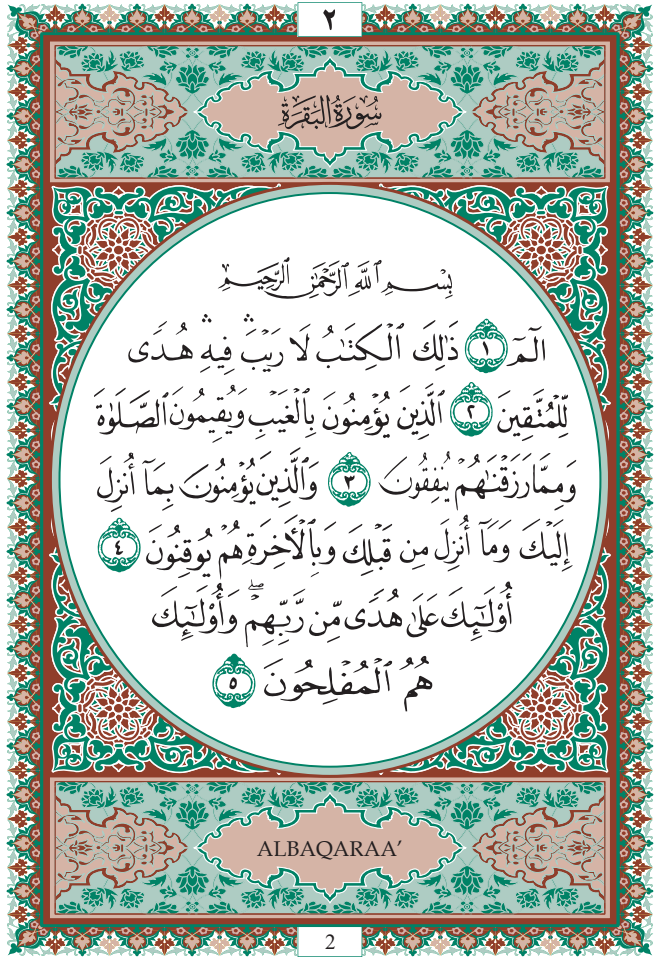 ٢
سُورَةُ البَقَرَةِ
بِسْمِ ٱللَّهِ ٱلرَّحْمَٰنِ ٱلرَّحِيمِ
الٓمٓ ١ ذَٰلِكَ ٱلْكِتَٰبُ لَا رَيْبَ ۛ فِيهِ ۛ هُدًى
لِّلْمُتَّقِينَ ٢ ٱلَّذِينَ يُؤْمِنُونَ بِٱلْغَيْبِ وَيُقِيمُونَ ٱلصَّلَوٰةَ
وَمِمَّا رَزَقْنَٰهُمْ يُنفِقُونَ ٣ وَٱلَّذِينَ يُؤْمِنُونَ بِمَآ أُنزِلَ
إِلَيْكَ وَمَآ أُنزِلَ مِن قَبْلِكَ وَبِٱلْأَخِرَةِ هُمْ يُوقِنُونَ ٤
أُو۟لَٰٓئِكَ عَلَىٰ هُدًى مِّن رَّبِّهِمْ ۖ وَأُو۟لَٰٓئِكَ
هُمُ ٱلْمُفْلِحُونَ ٥
ALBAQARAA’
2